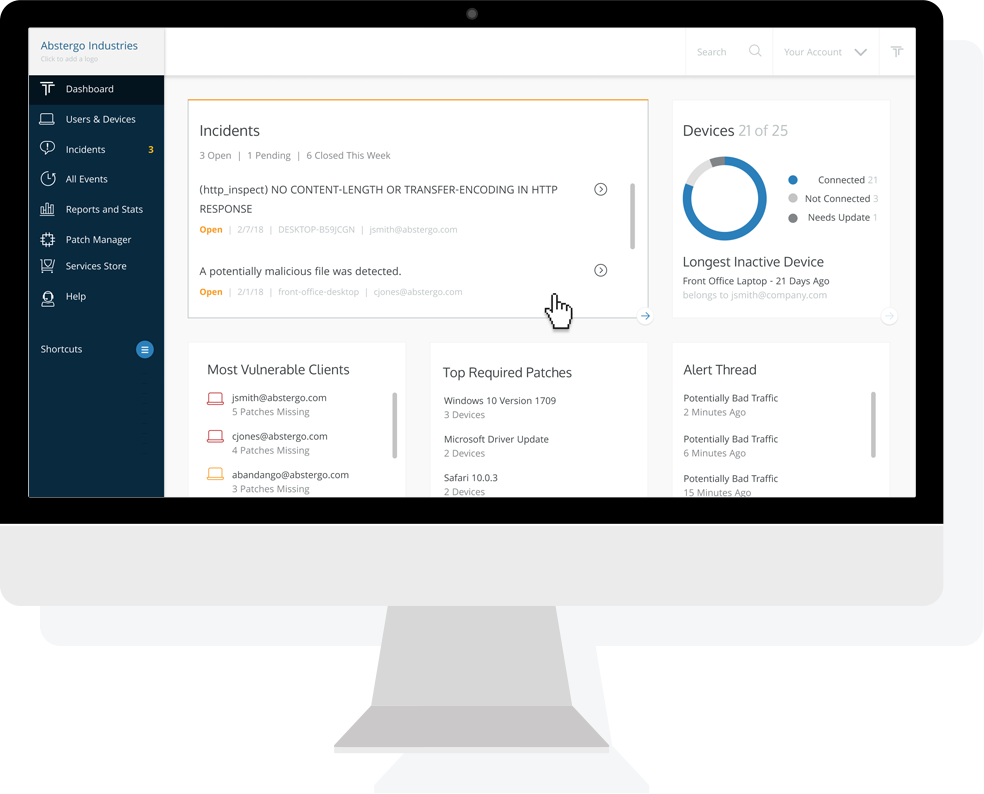 Abstergo Industries
Click to add a logo
Search
Your Account
Dashboard
Users & Devices
Incidents 3
All Events
Reports and Stats
Patch Manager
Services Store
Help
Shortcuts
Incidents
3 Open | 1 Pending | 6 Closed This Week
(http_inspect) NO CONTENT-LENGTH OR TRANSFER-ENCODING IN HTTP
RESPONSE
Open | 2/7/18 | DESKTOP-B59JCGN | jsmith@abstergo.com
A potentially malicious file was detected.
Open | 2/1/18 | front-office-desktop | cjones@abstergo.com
Devices 21 of 25
Connected 21
Not Connected 3
Needs Update 1
Longest Inactive Device
Front Office Laptop - 21 Days Ago
belongs to jsmith@company.com
Most Vulnerable Clients
jsmith@abstergo.com
5 Patches Missing
cjones@abstergo.com
4 Patches Missing
abandango@abstergo.com
3 Patches Missing
Top Required Patches
Windows 10 Version 1709
3 Devices
Microsoft Driver Update
2 Devices
Safari 10.0.3
2 Devices
Alert Thread
Potentially Bad Traffic
2 Minutes Ago
Potentially Bad Traffic
6 Minutes Ago
Potentially Bad Traffic
15 Minutes Ago